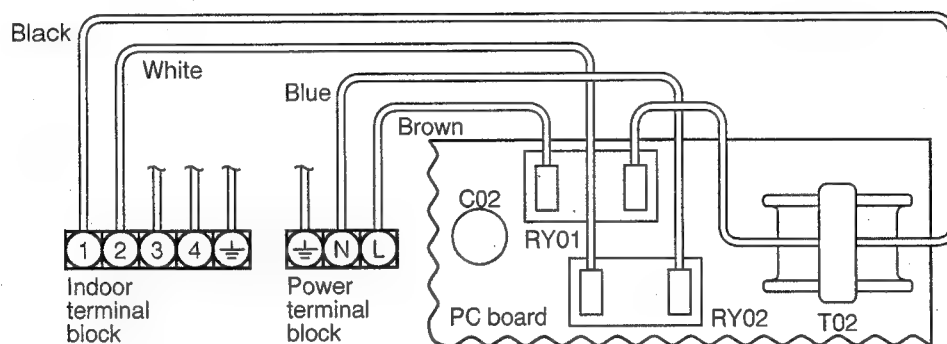 Black
White
Blue
Brown
C02
RY01
1 2 3 4
N L
Indoor
terminal
block
Power
terminal
block
PC board
RY02
T02